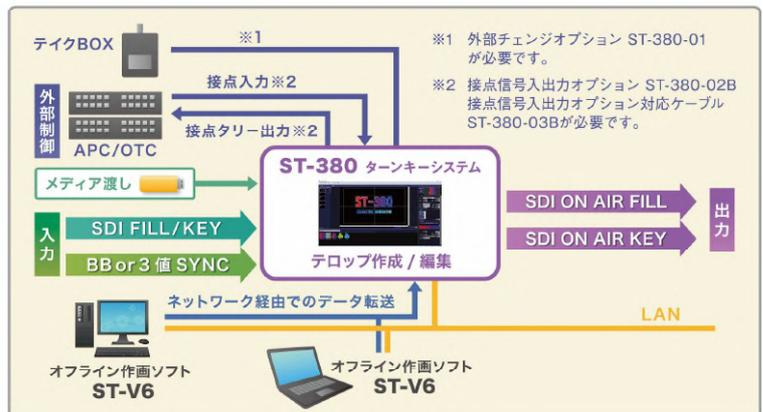 テイクBOX
※1
※1 外部チェンジオプション ST-380-01
が必要です。
※2 接点信号入出力オプション ST-380-02B
接点信号入出力オプション対応ケーブル
ST-380-03Bが必要です。
外部制御
接点入力※2
接点タリー出力※2
APC/OTC
ST-380 ターンキーシステム
ST-380
テロップ作成 / 編集
メディア渡し
入力
SDI FILL/KEY
BB or 3値 SYNC
SDI ON AIR FILL
SDI ON AIR KEY
出力
ネットワーク経由でのデータ転送
LAN
オフライン作画ソフト
ST-V6
オフライン作画ソフト
ST-V6